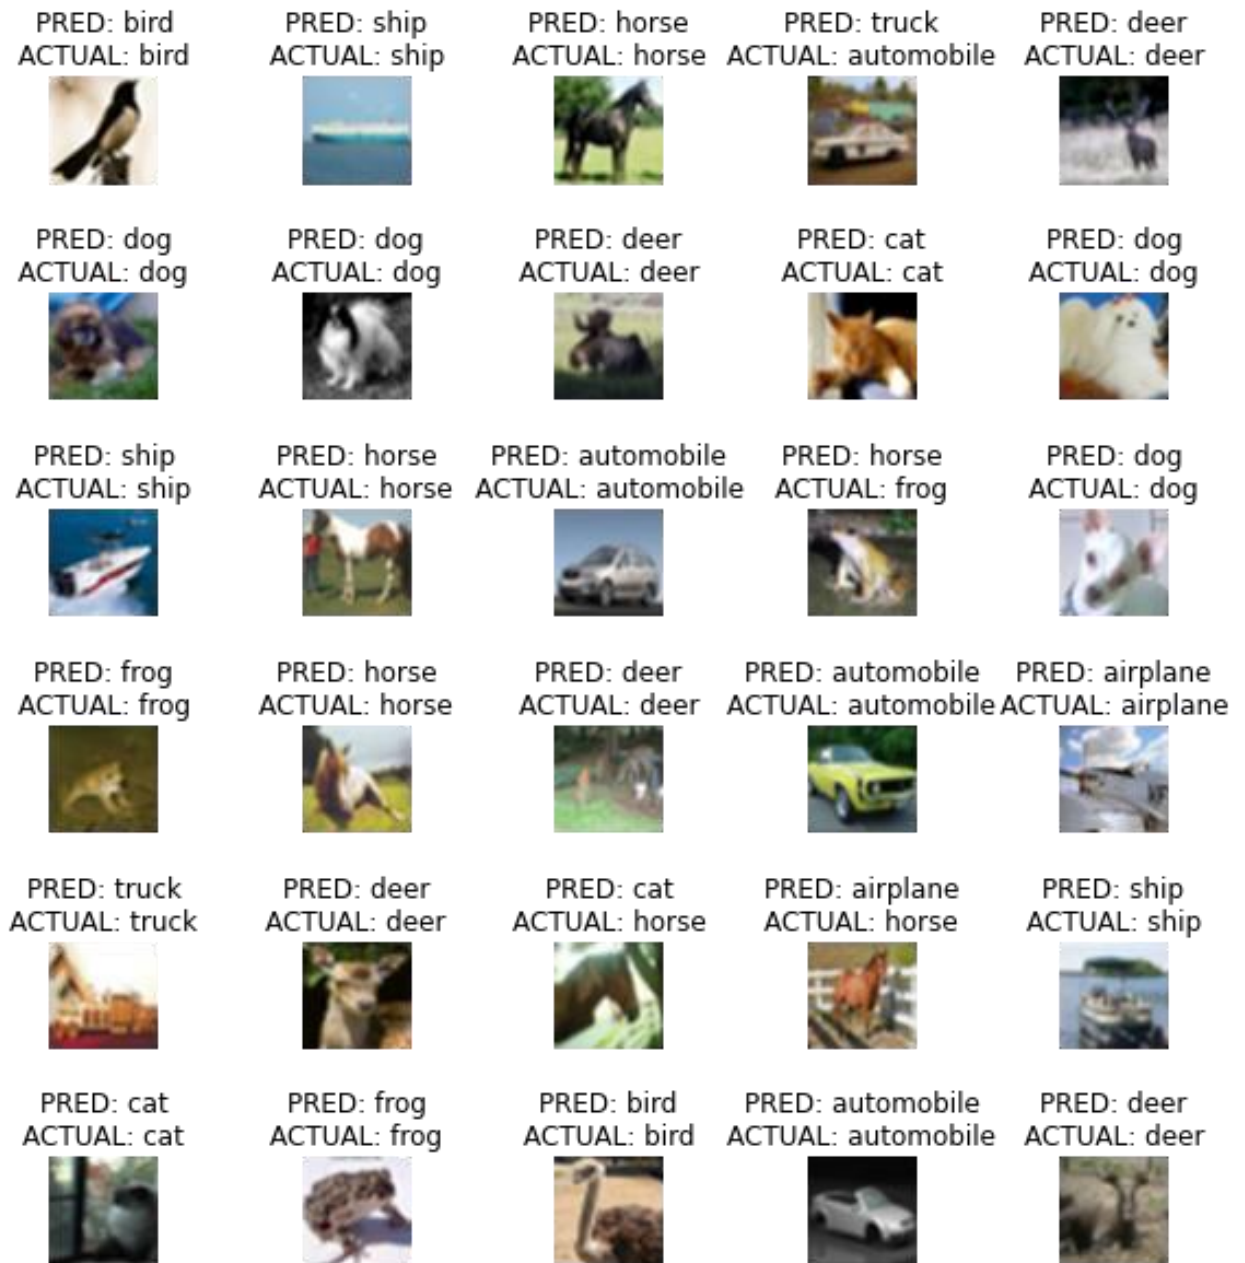 PRED: bird
ACTUAL: bird
PRED: ship
ACTUAL: ship
PRED: horse
ACTUAL: horse
PRED: truck
ACTUAL: automobile
PRED: deer
ACTUAL: deer
PRED: dog
ACTUAL: dog
PRED: dog
ACTUAL: dog
PRED: deer
ACTUAL: deer
PRED: cat
ACTUAL: cat
PRED: dog
ACTUAL: dog
PRED: ship
ACTUAL: ship
PRED: horse
ACTUAL: horse
PRED: automobile
ACTUAL: automobile
PRED: horse
ACTUAL: frog
PRED: dog
ACTUAL: dog
PRED: frog
ACTUAL: frog
PRED: horse
ACTUAL: horse
PRED: deer
ACTUAL: deer
PRED: automobile
ACTUAL: automobile
PRED: airplane
ACTUAL: airplane
PRED: truck
ACTUAL: truck
PRED: deer
ACTUAL: deer
PRED: cat
ACTUAL: horse
PRED: airplane
ACTUAL: horse
PRED: ship
ACTUAL: ship
PRED: cat
ACTUAL: cat
PRED: frog
ACTUAL: frog
PRED: bird
ACTUAL: bird
PRED: automobile
ACTUAL: automobile
PRED: deer
ACTUAL: deer